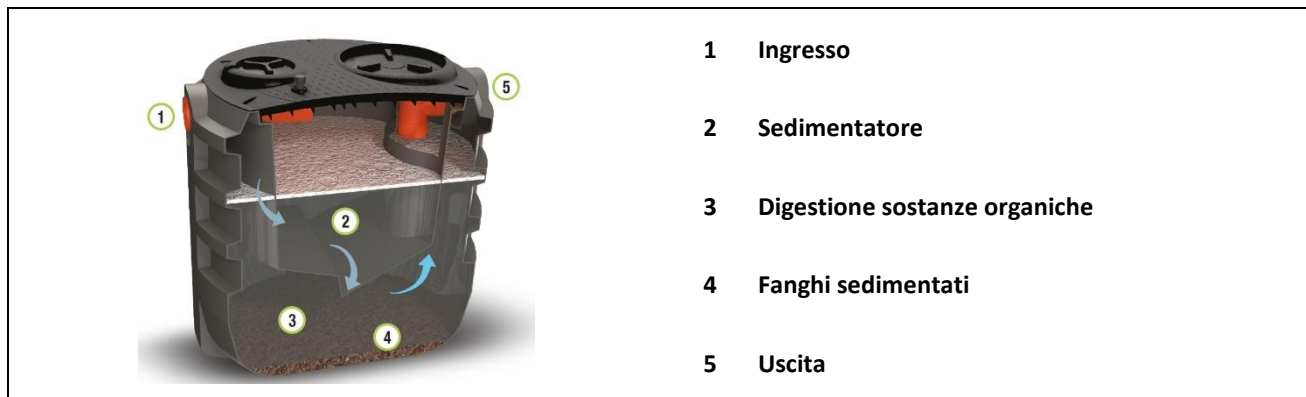 1 Ingresso
2 Sedimentatore
3 Digestione sostanze organiche
4 Fanghi sedimentati
5 Uscita
1
5
2
3
4